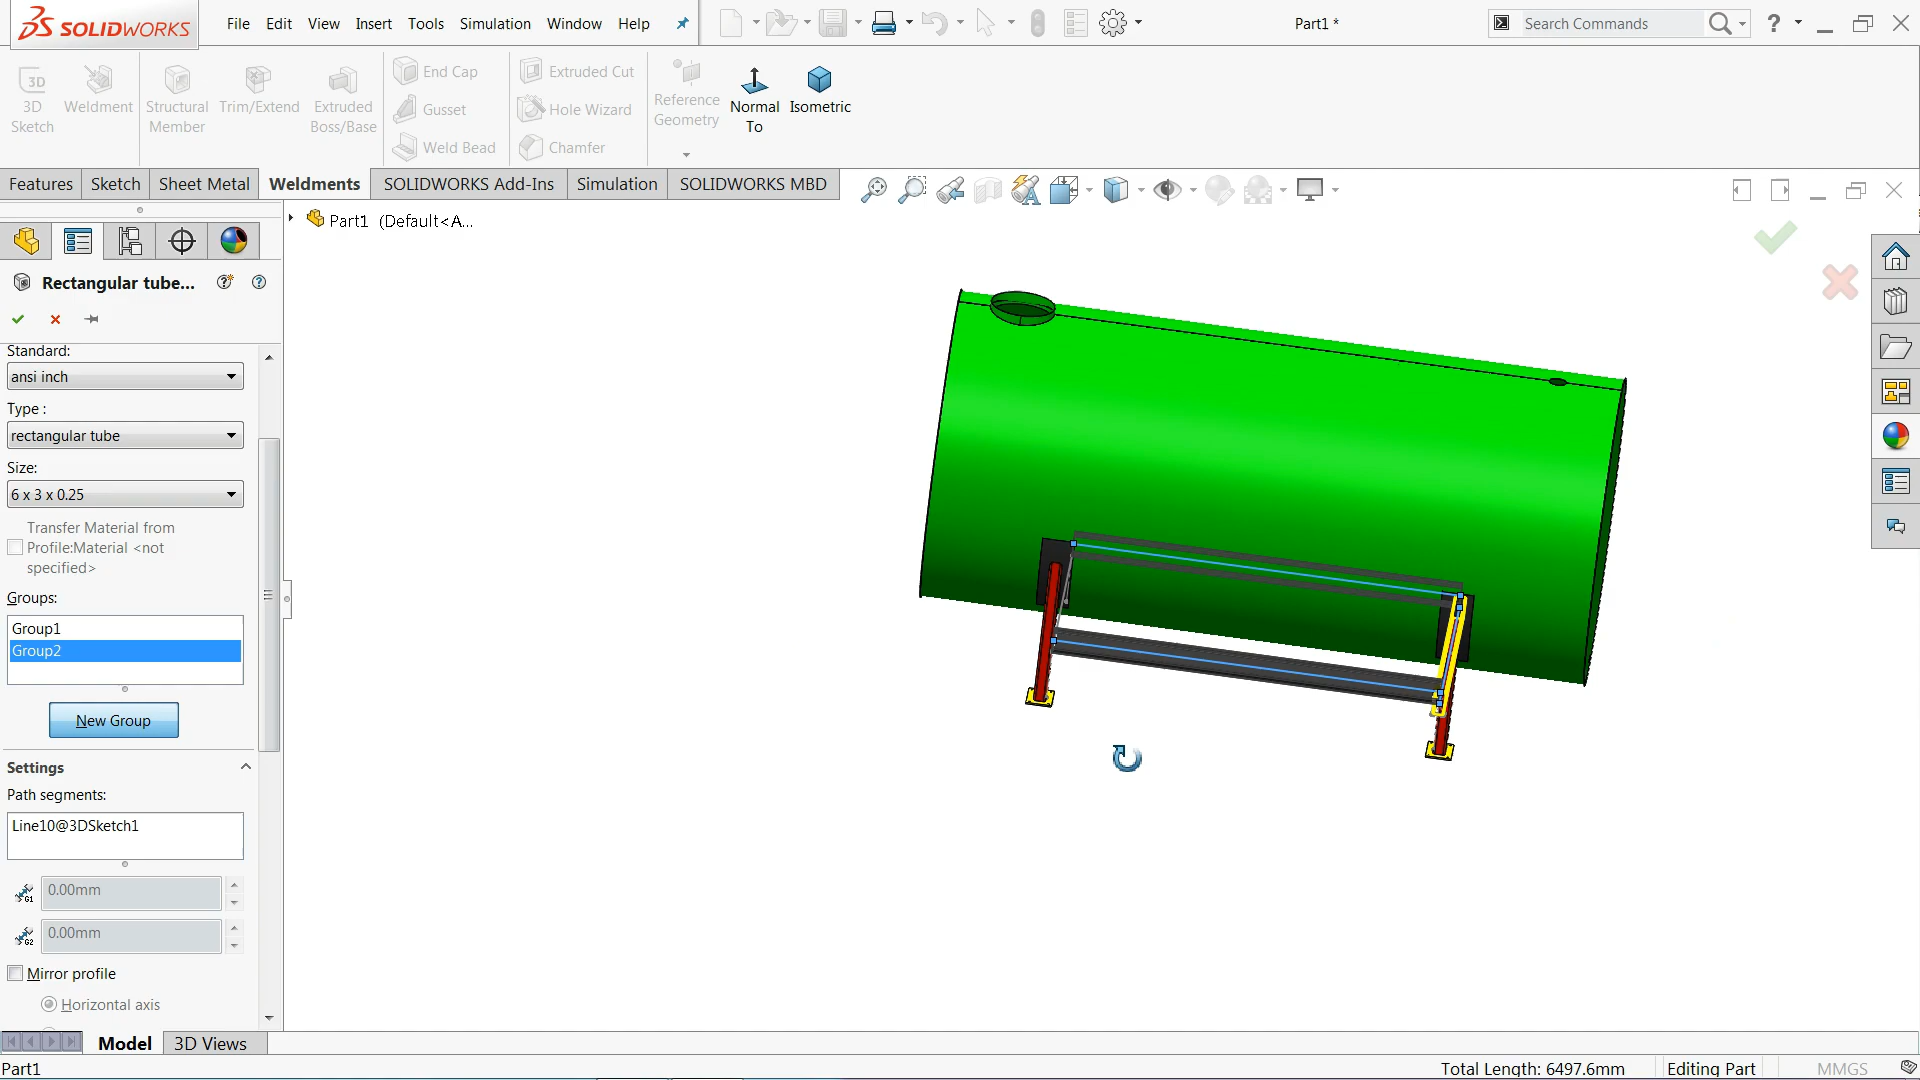 SOLIDWORKS File Edit View Insert Tools Simulation Window Help Part1 * Search Commands ?
3D Sketch
Weldment
Structural Member
Trim/Extend
Extruded Boss/Base
End Cap
Gusset
Weld Bead
Extruded Cut
Hole Wizard
Chamfer
Reference Geometry
Normal To
Isometric
Features Sketch Sheet Metal Weldments SOLIDWORKS Add-Ins Simulation SOLIDWORKS MBD
Part1 (Default<A...
Rectangular tube...
Standard:
ansi inch
Type :
rectangular tube
Size:
6 x 3 x 0.25
Transfer Material from
Profile:Material <not
specified>
Groups:
Group1
Group2
New Group
Settings
Path segments:
Line10@3DSketch1
G1 0.00mm
G2 0.00mm
Mirror profile
Horizontal axis
Model 3D Views
Part1 Total Length: 6497.6mm Editing Part MMGS